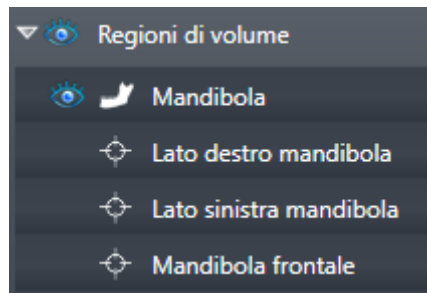 Regioni di volume
Mandibola
Lato destro mandibola
Lato sinistra mandibola
Mandibola frontale